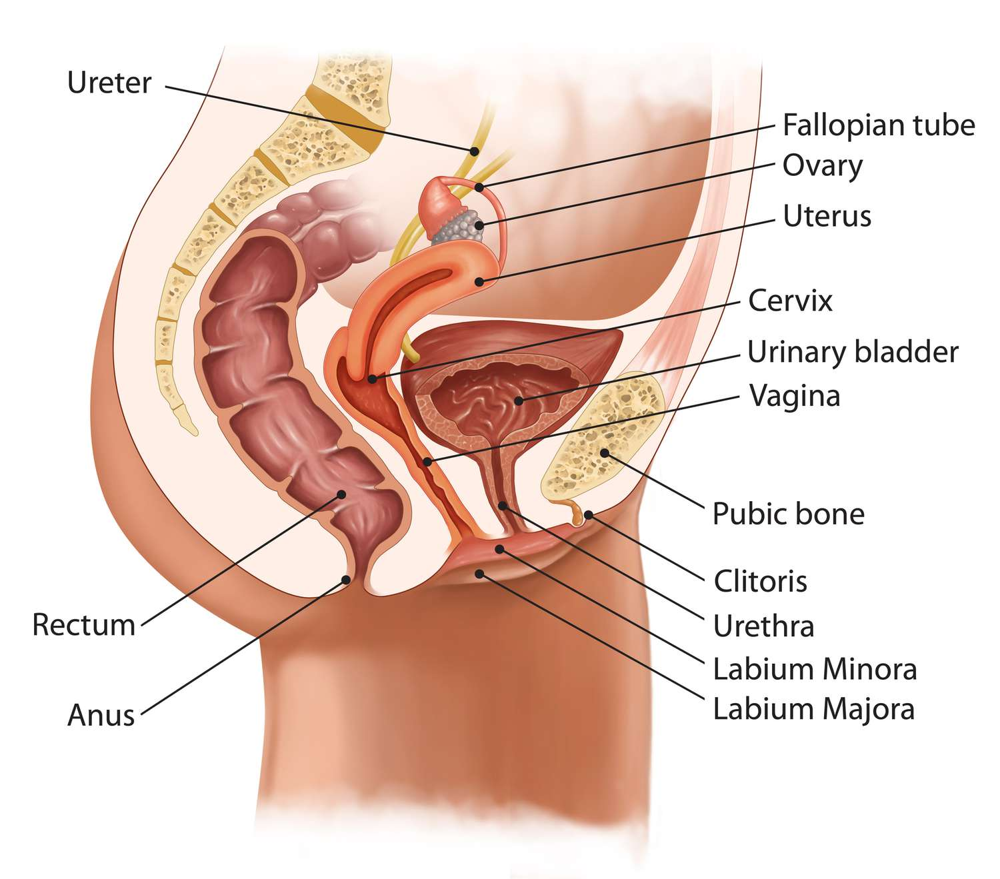 Ureter
Fallopian tube
Ovary
Uterus
Cervix
Urinary bladder
Vagina
Pubic bone
Clitoris
Rectum
Urethra
Labium Minora
Labium Majora
Anus